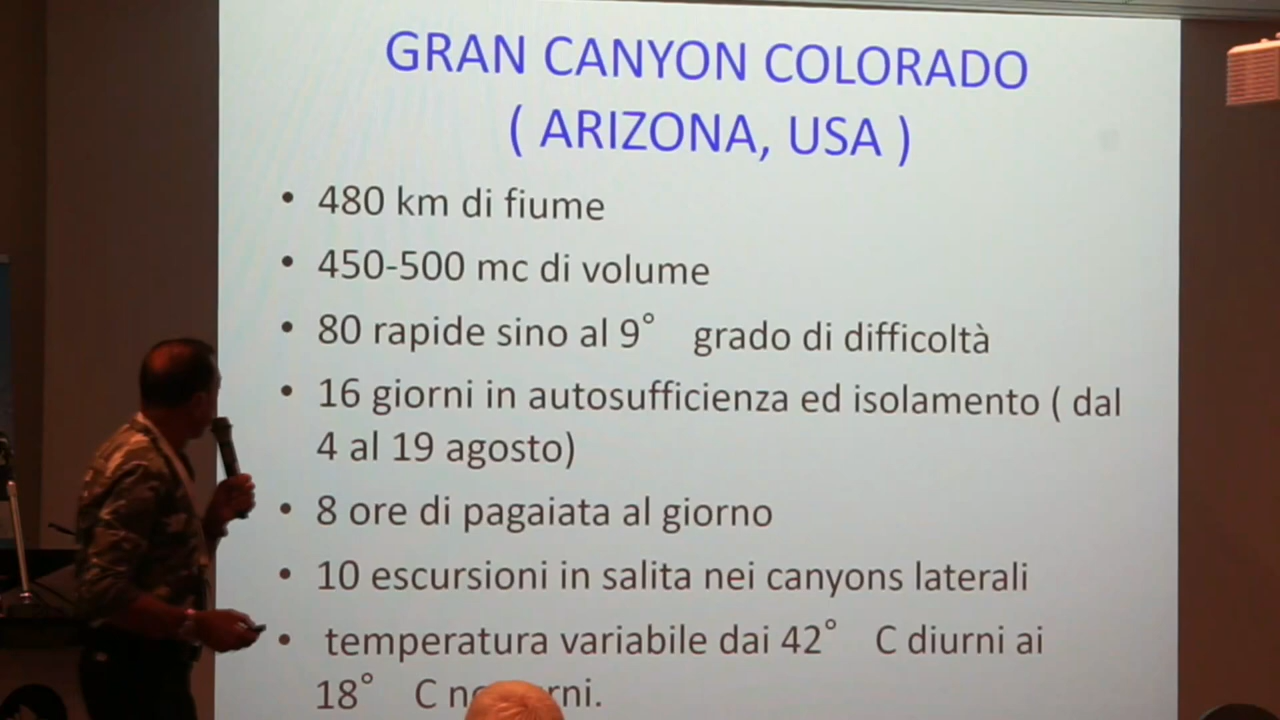 GRAN CANYON COLORADO
( ARIZONA, USA )
• 480 km di fiume
• 450-500 mc di volume
• 80 rapide sino al 9° grado di difficoltà
• 16 giorni in autosufficienza ed isolamento ( dal
4 al 19 agosto)
• 8 ore di pagaiata al giorno
• 10 escursioni in salita nei canyons laterali
• temperatura variabile dai 42° C diurni ai
18° C